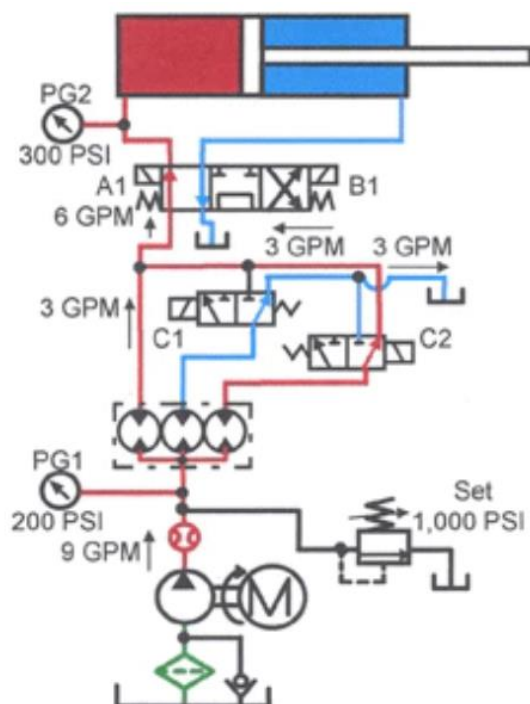 PG2
300 PSI
A1
B1
6 GPM
3 GPM
3 GPM
3 GPM
C1
C2
PG1
200 PSI
Set
1,000 PSI
9 GPM
M